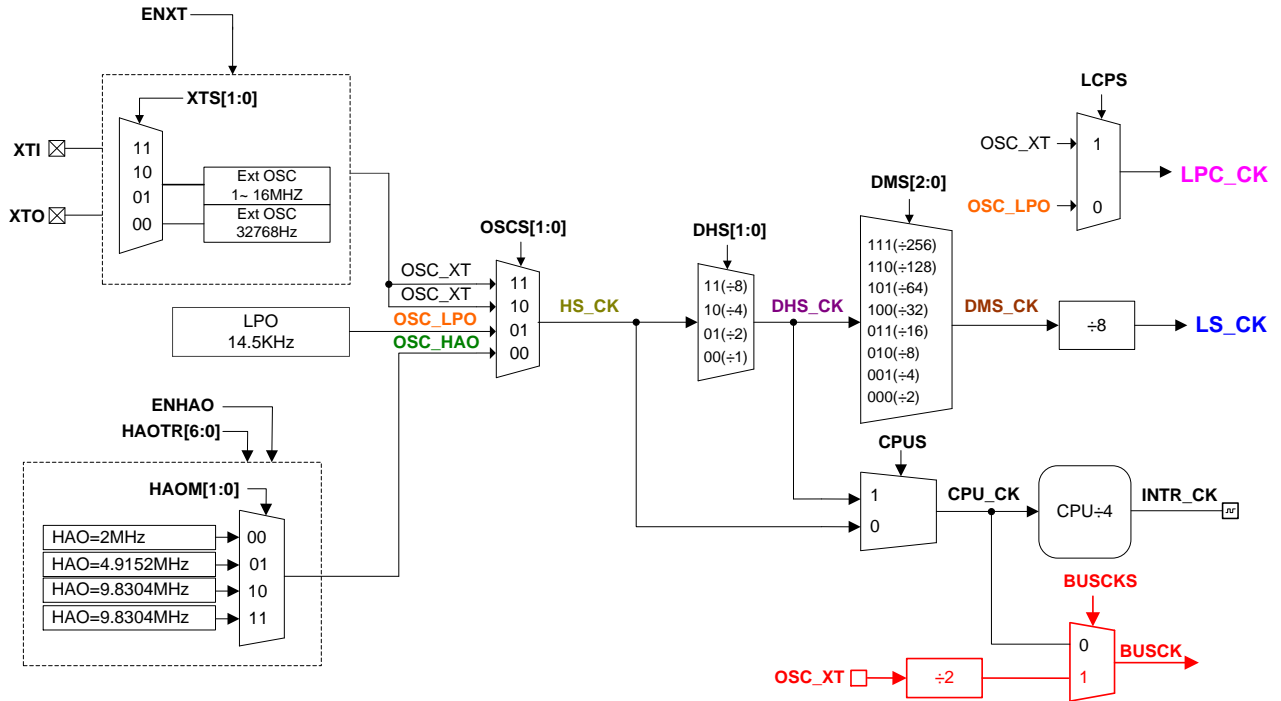 ENXT
XTS[1:0]
XTI
XTO
11
10
01
00
Ext OSC
1~ 16MHZ
Ext OSC
32768Hz
LPO
14.5KHz
OSCS[1:0]
OSC_XT
OSC_XT
OSC_LPO
OSC_HAO
11
10
01
00
HS_CK
ENHAO
HAOTR[6:0]
HAOM[1:0]
HAO=2MHz
HAO=4.9152MHz
HAO=9.8304MHz
HAO=9.8304MHz
00
01
10
11
DHS[1:0]
11(÷8)
10(÷4)
01(÷2)
00(÷1)
DHS_CK
DMS[2:0]
111(÷256)
110(÷128)
101(÷64)
100(÷32)
011(÷16)
010(÷8)
001(÷4)
000(÷2)
DMS_CK
÷8
LS_CK
LCPS
OSC_XT
OSC_LPO
1
0
LPC_CK
CPUS
1
0
CPU_CK
CPU÷4
INTR_CK
BUSCKS
0
1
BUSCK
OSC_XT
÷2